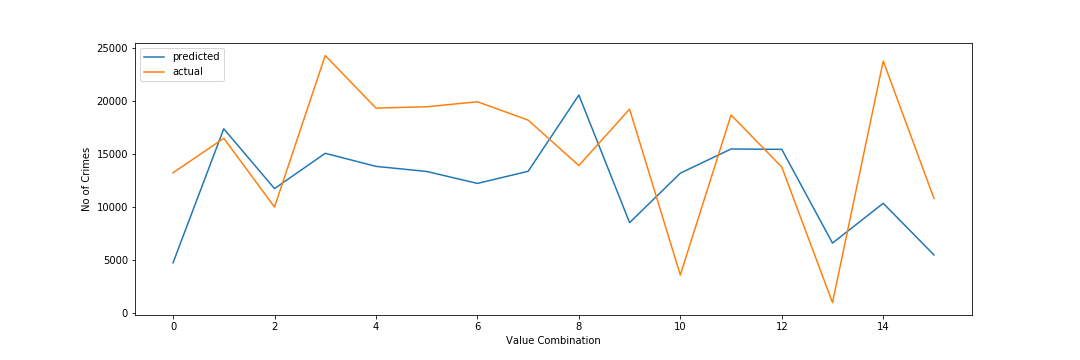 predicted
actual
25000
20000
15000
10000
5000
0
No of Crimes
0 2 4 6 8 10 12 14
Value Combination